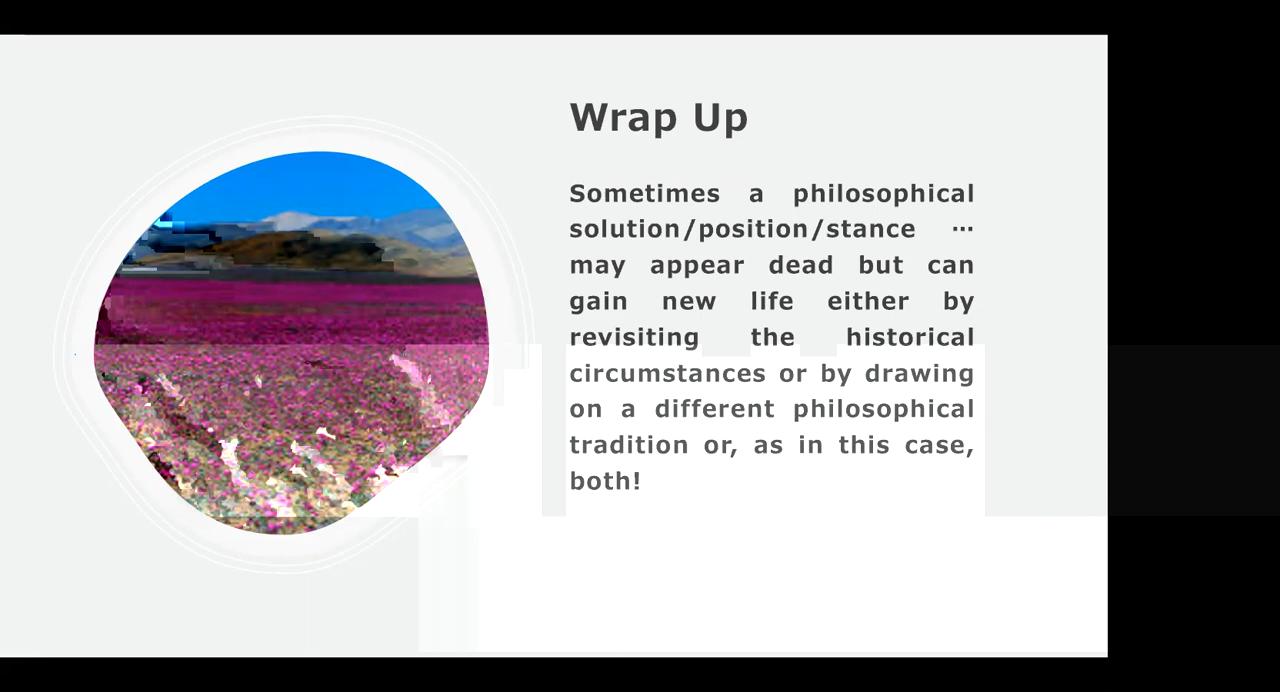 Wrap Up
Sometimes a philosophical
solution/position/stance ...
may appear dead but can
gain new life either by
revisiting the historical
circumstances or by drawing
on a different philosophical
tradition or, as in this case,
both!